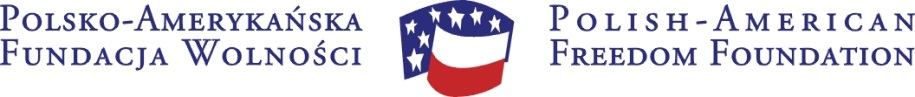 POLSKO-AMERYKAŃSKA
FUNDACJA WOLNOŚCI
POLISH-AMERICAN
FREEDOM FOUNDATION